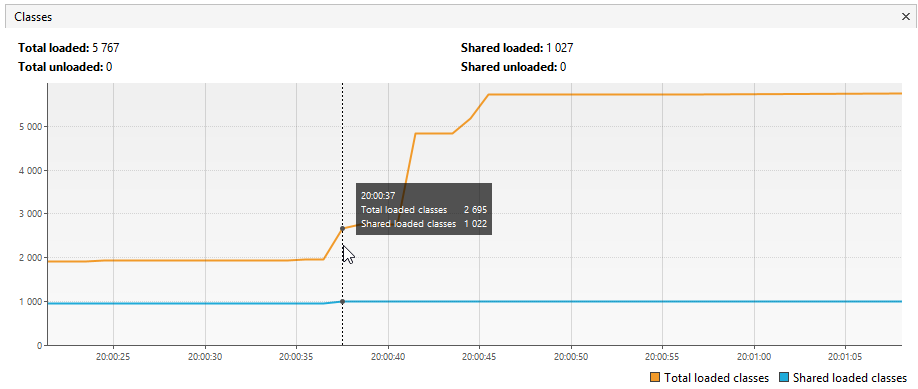 Classes
Total loaded: 5 767
Shared loaded: 1 027
Total unloaded: 0
Shared unloaded: 0
5 000
4 000
3 000
2 000
1 000
0
20:00:37
Total loaded classes 2 695
Shared loaded classes 1 022
20:00:25 20:00:30 20:00:35 20:00:40 20:00:45 20:00:50 20:00:55 20:01:00 20:01:05
Total loaded classes Shared loaded classes